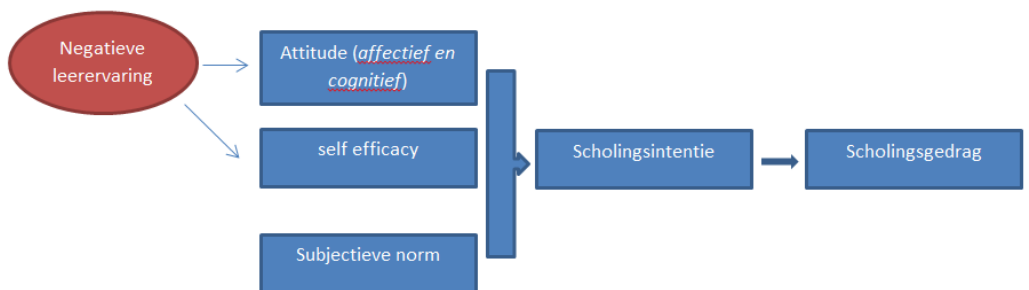 Negatieve
leerervaring
Attitude (affectief en
cognitief)
self efficacy
Subjectieve norm
Scholingsintentie
Scholingsgedrag